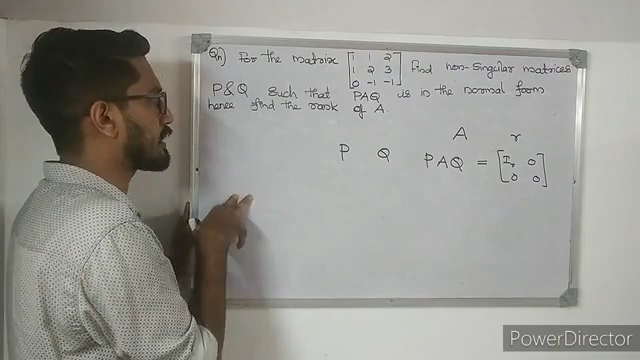 Qn) For the matrix [1 1 2
1 2 3
0 -1 -1] Find non-singular matrices
P & Q such that PAQ is in the normal form
hence find the rank of A.
A r
P Q PAQ = [Ir 0
0 0]
PowerDirector